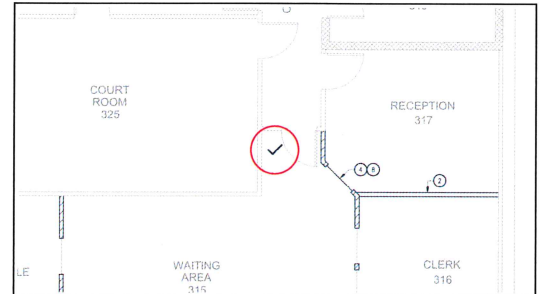 COURT
ROOM
325
RECEPTION
317
4 8
2
LE
WAITING
AREA
315
CLERK
316